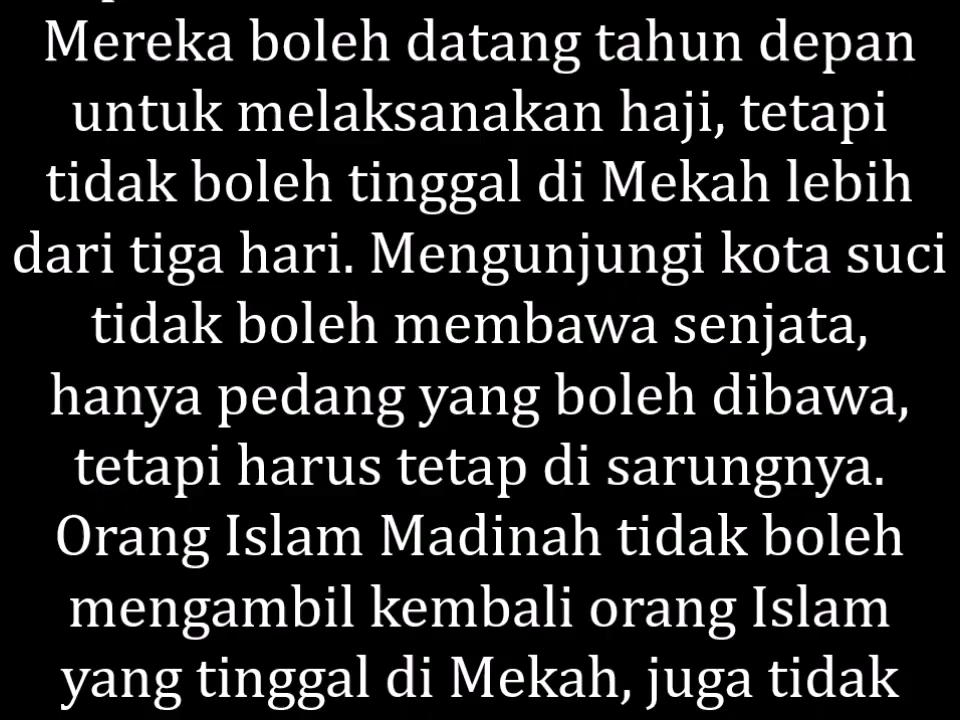 Mereka boleh datang tahun depan
untuk melaksanakan haji, tetapi
tidak boleh tinggal di Mekah lebih
dari tiga hari. Mengunjungi kota suci
tidak boleh membawa senjata,
hanya pedang yang boleh dibawa,
tetapi harus tetap di sarungnya.
Orang Islam Madinah tidak boleh
mengambil kembali orang Islam
yang tinggal di Mekah, juga tidak